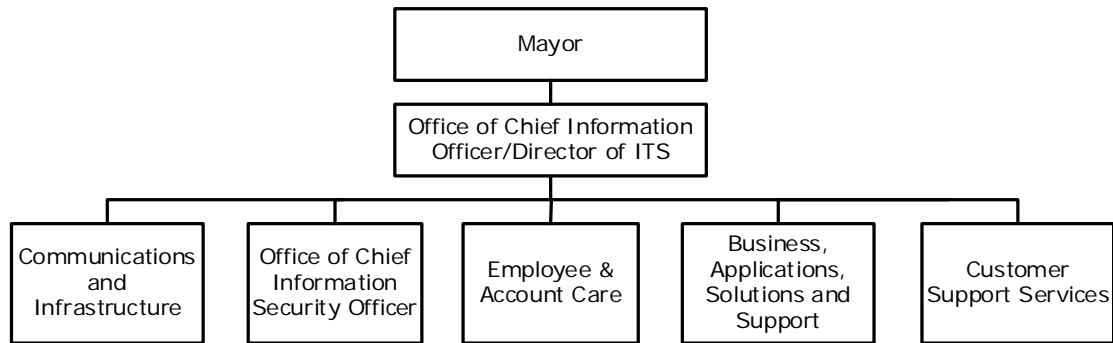 Mayor
Office of Chief Information
Officer/Director of ITS
Communications
and
Infrastructure
Office of Chief
Information
Security Officer
Employee &
Account Care
Business,
Applications,
Solutions and
Support
Customer
Support Services